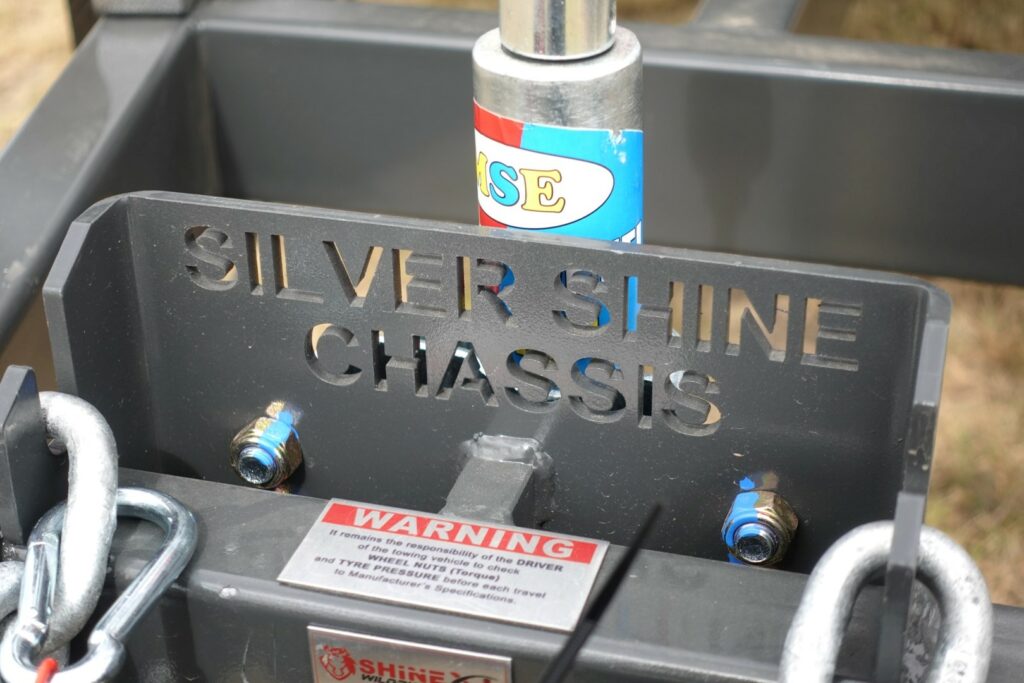 MSE
SILVER SHINE
CHASSIS
WARNING
It remains the responsibility of the DRIVER
of the towing vehicle to check
WHEEL NUTS (Torque)
and TYRE PRESSURE before each travel
to Manufacturer's Specifications.
SHiNE